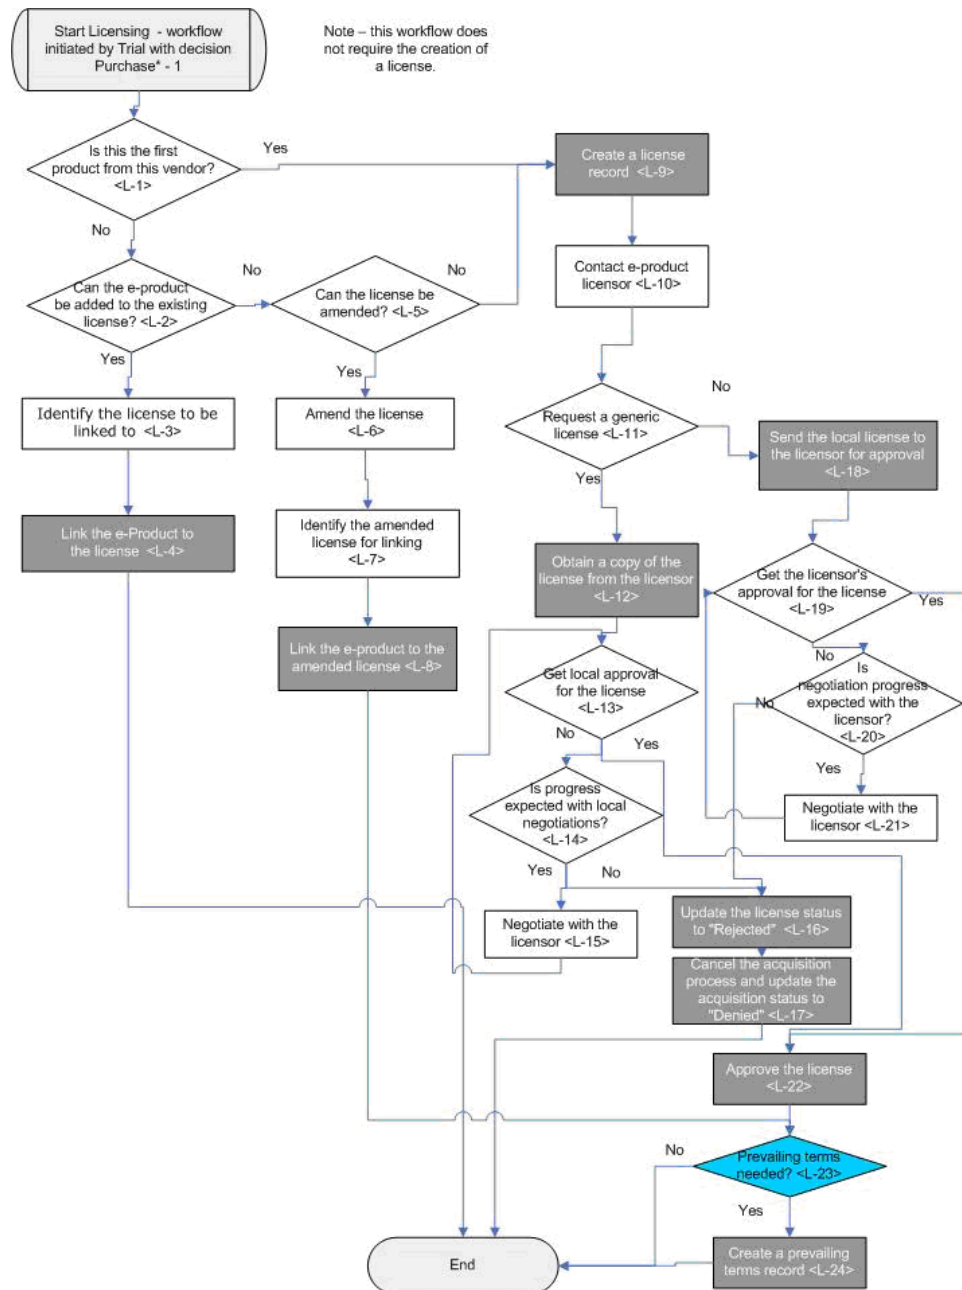 Start Licensing - workflow
initiated by Trial with decision
Purchase* - 1
Note – this workflow does
not require the creation of
a license.
Is this the first
product from this vendor?
<L-1>
Yes
Create a license
record <L-9>
No
Can the e-product
be added to the existing
license? <L-2>
No
Can the license be
amended? <L-5>
No
Contact e-product
licensor <L-10>
Yes
Yes
Identify the license to be
linked to <L-3>
Amend the license
<L-6>
Request a generic
license <L-11>
No
Send the local license to
the licensor for approval
<L-18>
Yes
Link the e-Product to
the license <L-4>
Identify the amended
license for linking
<L-7>
Obtain a copy of the
license from the licensor
<L-12>
Get the licensor's
approval for the license
<L-19>
Yes
No
Link the e-product to the
amended license <L-8>
Get local approval
for the license
<L-13>
Is
negotiation progress
expected with the
licensor?
<L-20>
No
No
Yes
Yes
Is progress
expected with local
negotiations?
<L-14>
Negotiate with the
licensor <L-21>
Yes
No
Negotiate with the
licensor <L-15>
Update the license status
to "Rejected" <L-16>
Cancel the acquisition
process and update the
acquisition status to
"Denied" <L-17>
Approve the license
<L-22>
No
Prevailing terms
needed? <L-23>
Yes
End
Create a prevailing
terms record <L-24>